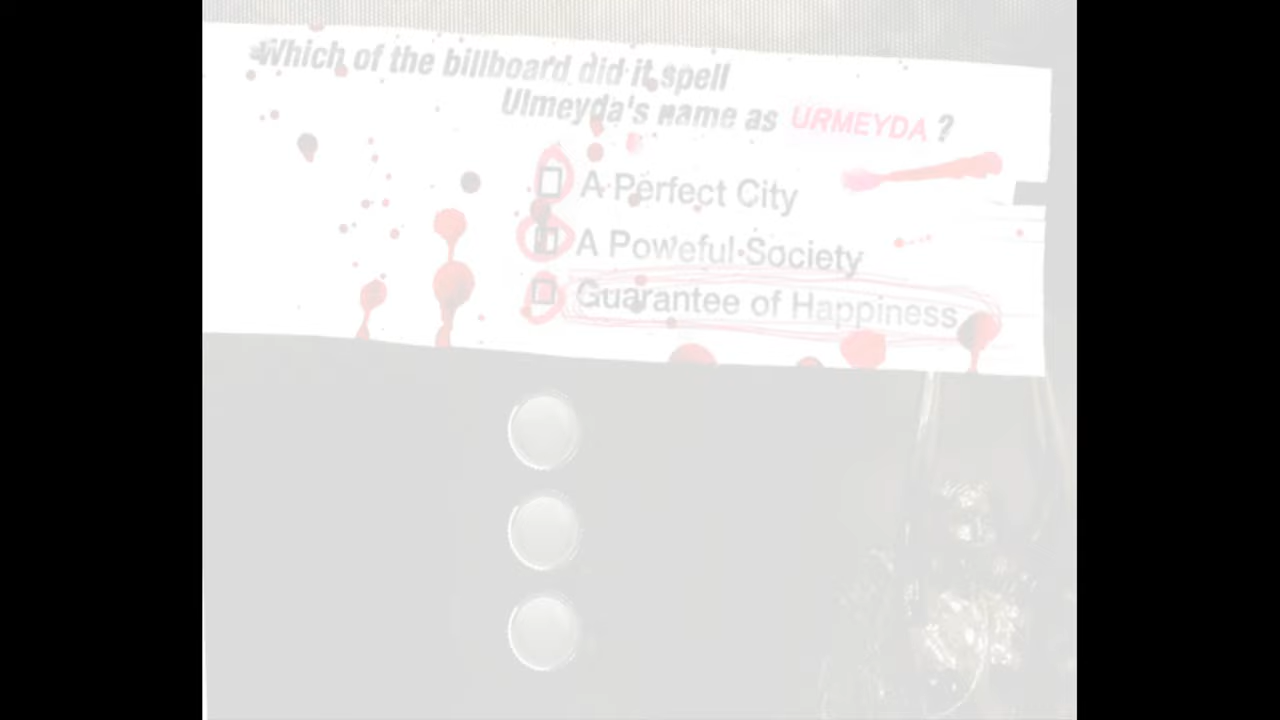 Which of the billboard did it spell
Ulmeyda's name as URMEYDA ?
A Perfect City
A Poweful Society
Guarantee of Happiness